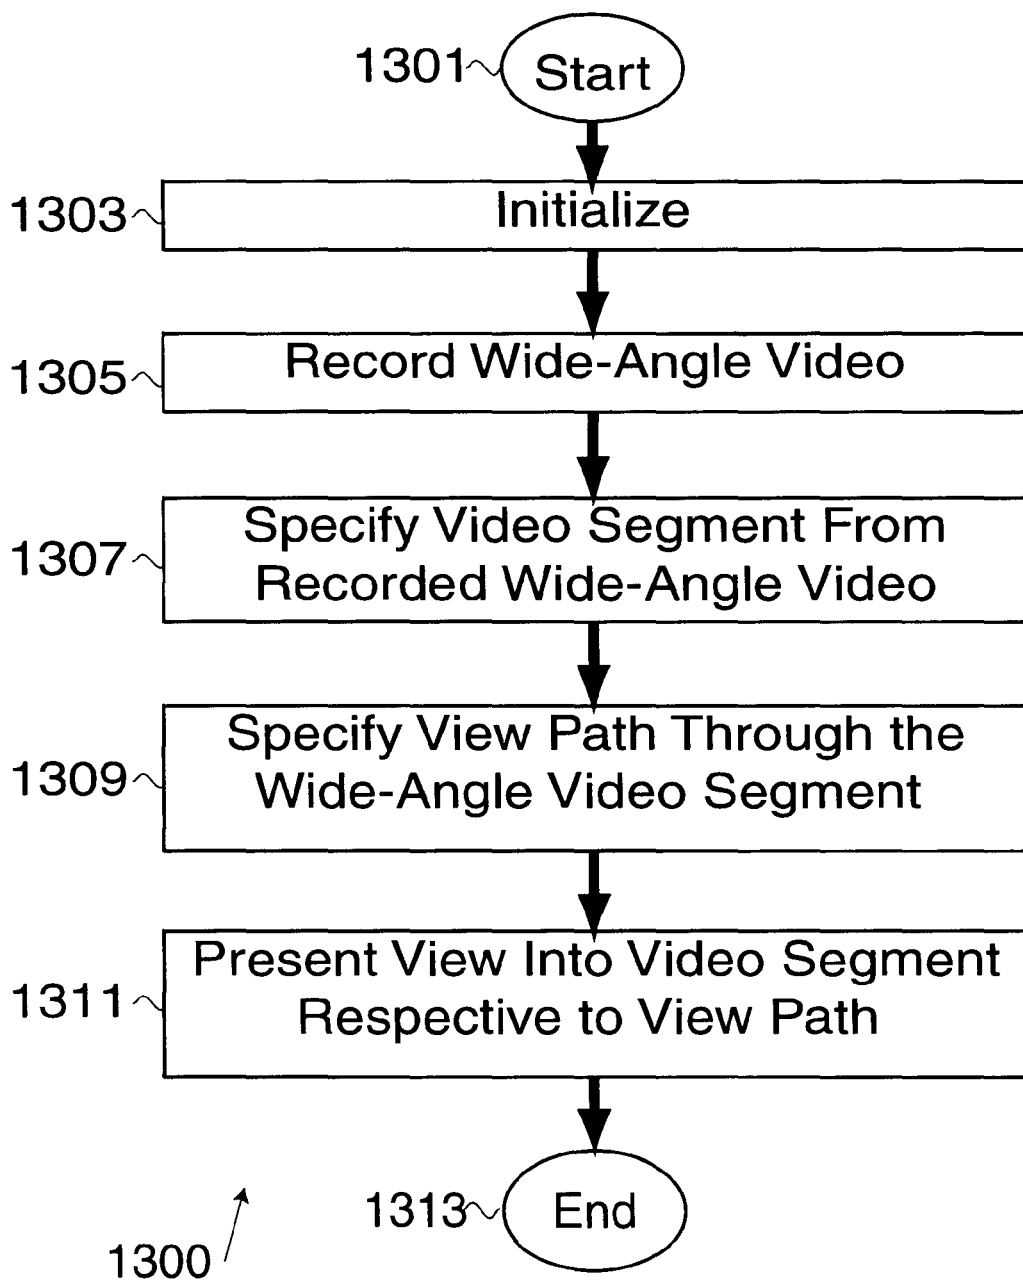 1301
Start
1303
Initialize
1305
Record Wide-Angle Video
1307
Specify Video Segment From
Recorded Wide-Angle Video
1309
Specify View Path Through the
Wide-Angle Video Segment
1311
Present View Into Video Segment
Respective to View Path
1313
End
1300